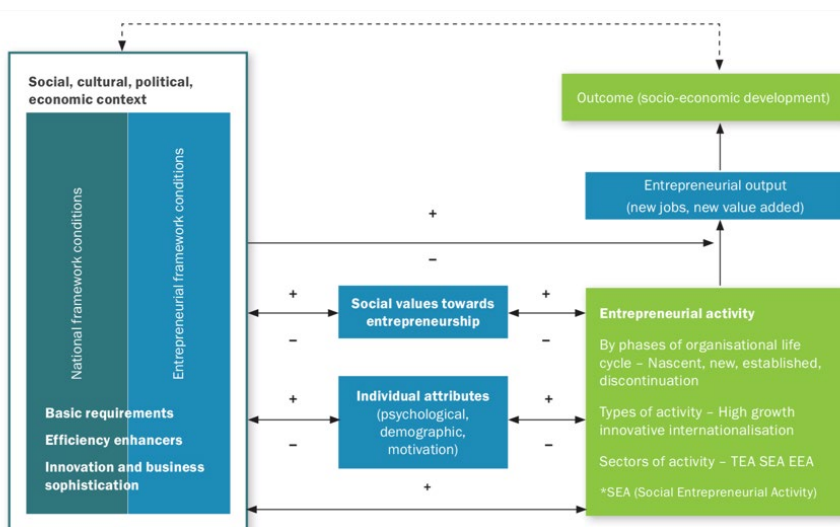 Social, cultural, political,
economic context
National framework conditions
Entrepreneurial framework conditions
Basic requirements
Efficiency enhancers
Innovation and business
sophistication
+
−
+
−
Social values towards
entrepreneurship
+
−
+
−
Individual attributes
(psychological,
demographic,
motivation)
+
−
+
Outcome (socio-economic development)
Entrepreneurial output
(new jobs, new value added)
Entrepreneurial activity
By phases of organisational life
cycle – Nascent, new, established,
discontinuation
Types of activity – High growth
innovative internationalisation
Sectors of activity – TEA SEA EEA
*SEA (Social Entrepreneurial Activity)